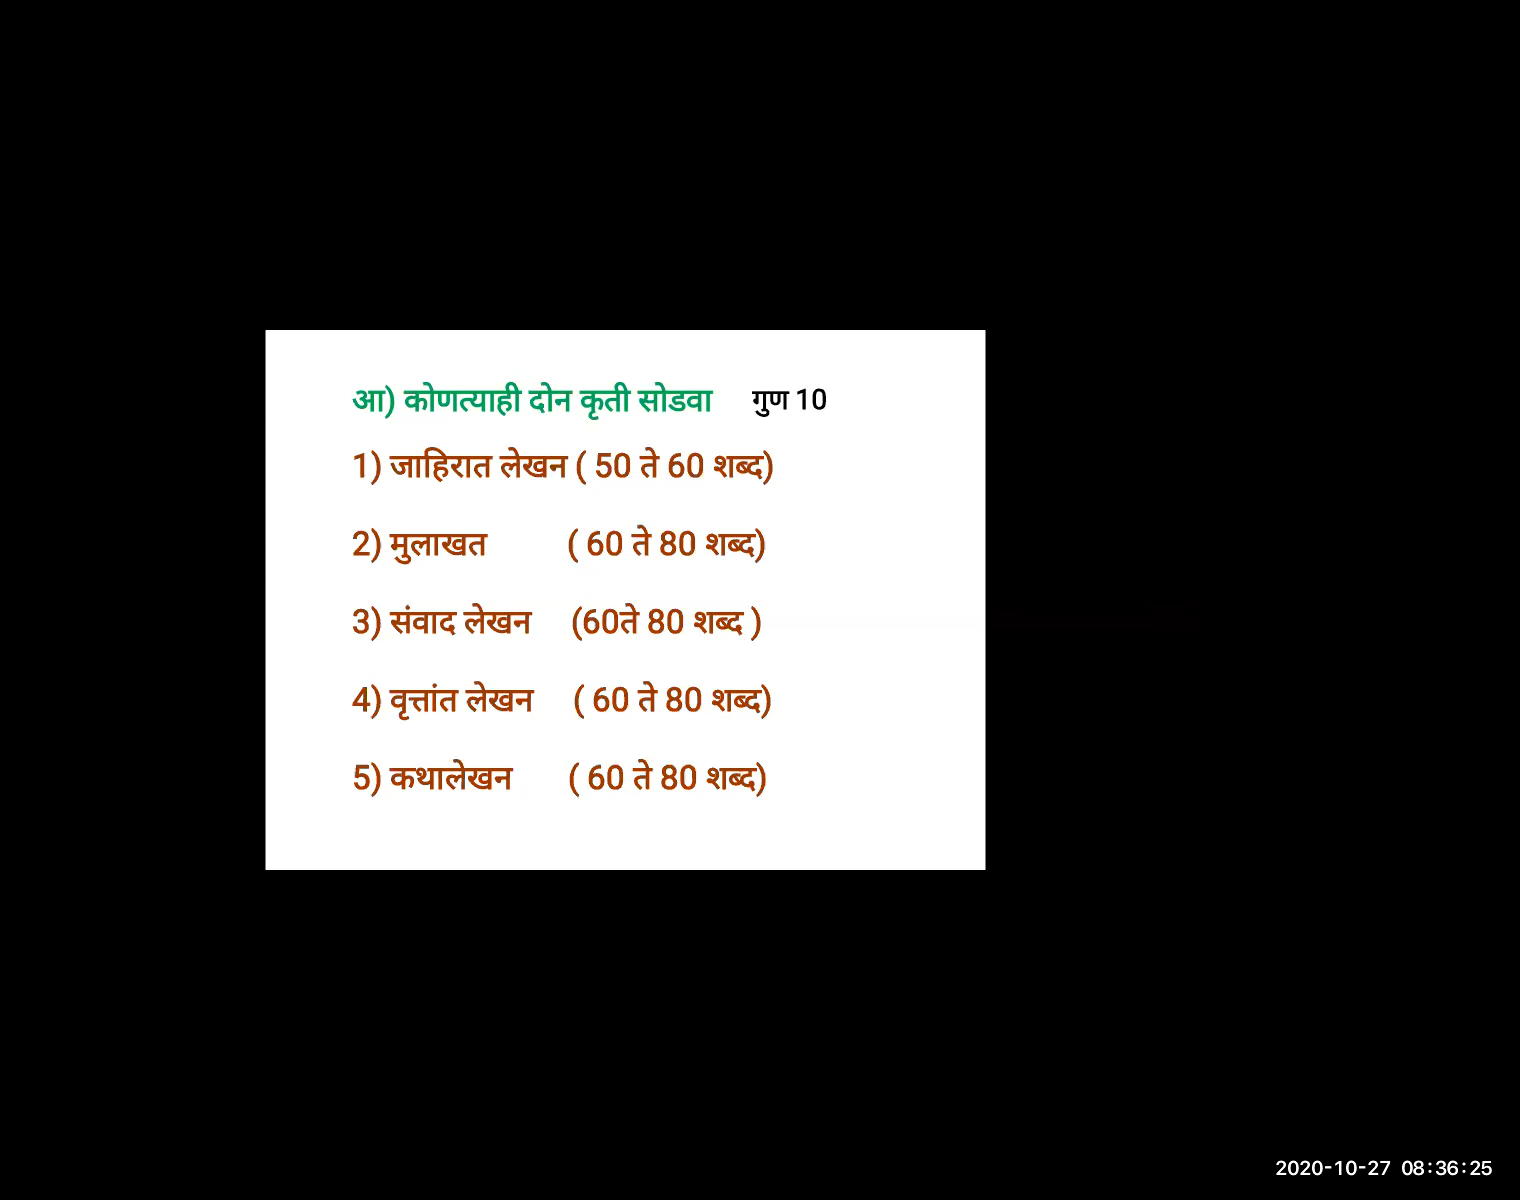 आ) कोणत्याही दोन कृती सोडवा गुण 10
1) जाहिरात लेखन ( 50 ते 60 शब्द)
2) मुलाखत ( 60 ते 80 शब्द)
3) संवाद लेखन (60ते 80 शब्द )
4) वृत्तांत लेखन ( 60 ते 80 शब्द)
5) कथालेखन ( 60 ते 80 शब्द)
2020-10-27 08:36:25